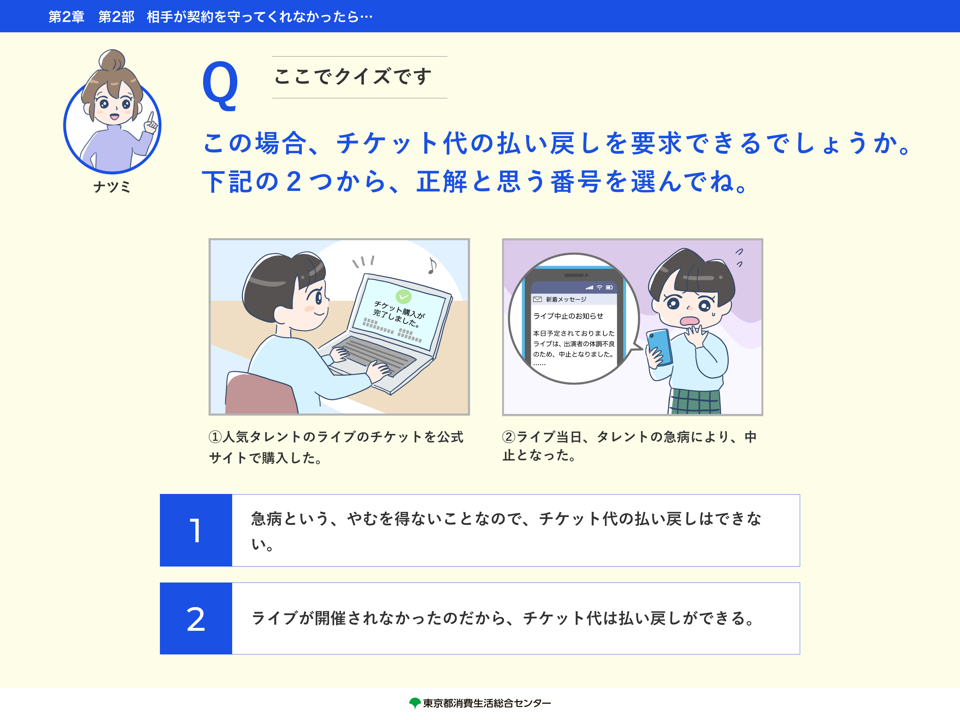 第2章　第2部　相手が契約を守ってくれなかったら…
Q
ここでクイズです
この場合、チケット代の払い戻しを要求できるでしょうか。
下記の２つから、正解と思う番号を選んでね。
ナツミ
チケット購入が
完了しました。
新着メッセージ
ライブ中止のお知らせ
本日予定されておりました
ライブは、出演者の体調不良
のため、中止となりました。
……
①人気タレントのライブのチケットを公式
サイトで購入した。
②ライブ当日、タレントの急病により、中
止となった。
1
急病という、やむを得ないことなので、チケット代の払い戻しはできな
い。
2
ライブが開催されなかったのだから、チケット代は払い戻しができる。
東京都消費生活総合センター